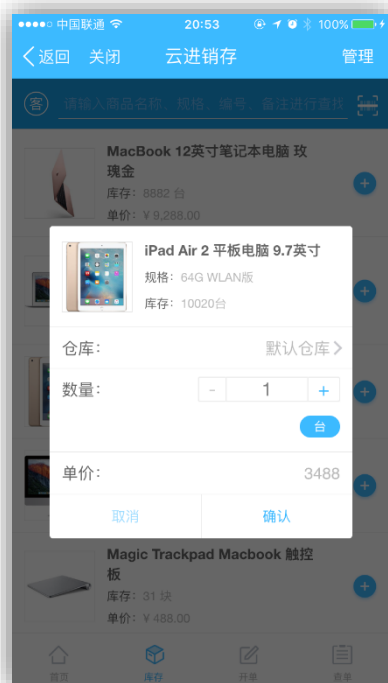 中国联通 20:53 100%
返回 关闭 云进销存 管理
客 请输入商品名称、规格、编号、备注进行查找
MacBook 12英寸笔记本电脑 玫
瑰金
库存：8882 台
单价：¥ 9,288.00
iPad Air 2 平板电脑 9.7英寸
规格：64G WLAN版
库存：10020台
仓库： 默认仓库
数量： - 1 +
台
单价： 3488
取消 确认
Magic Trackpad Macbook 触控
板
库存：31 块
单价：¥ 488.00
首页 库存 开单 查单